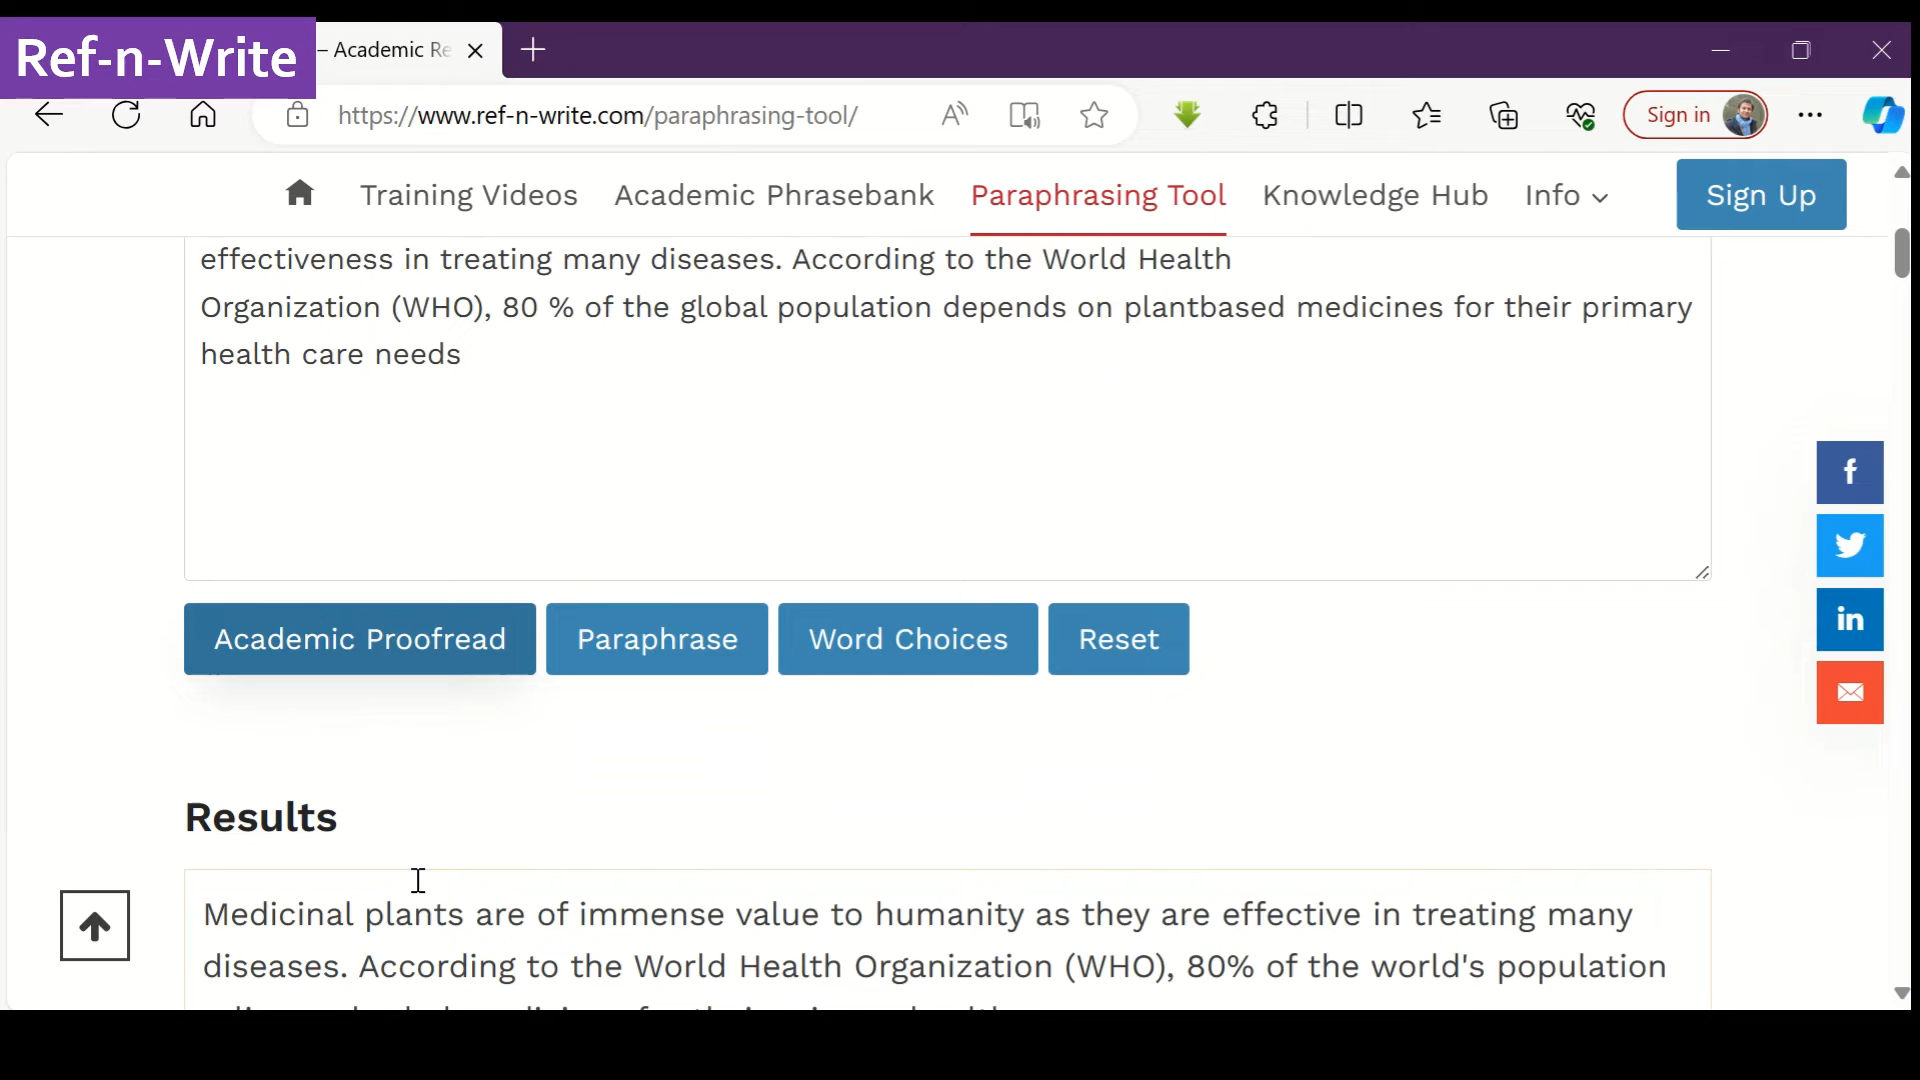 Ref-n-Write
– Academic Re
https://www.ref-n-write.com/paraphrasing-tool/
Sign in
Training Videos
Academic Phrasebank
Paraphrasing Tool
Knowledge Hub
Info
Sign Up
effectiveness in treating many diseases. According to the World Health
Organization (WHO), 80 % of the global population depends on plantbased medicines for their primary
health care needs
Academic Proofread
Paraphrase
Word Choices
Reset
Results
Medicinal plants are of immense value to humanity as they are effective in treating many
diseases. According to the World Health Organization (WHO), 80% of the world's population